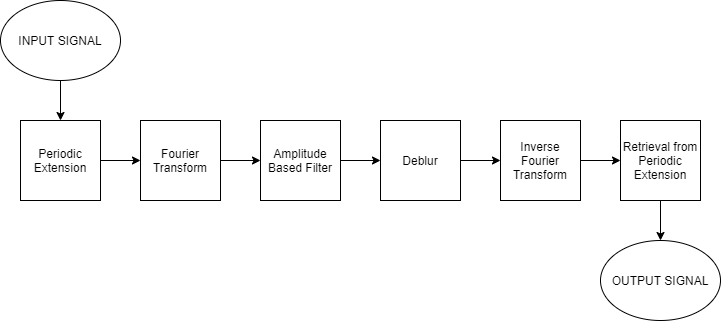 INPUT SIGNAL
Periodic
Extension
Fourier
Transform
Amplitude
Based Filter
Deblur
Inverse
Fourier
Transform
Retrieval from
Periodic
Extension
OUTPUT SIGNAL